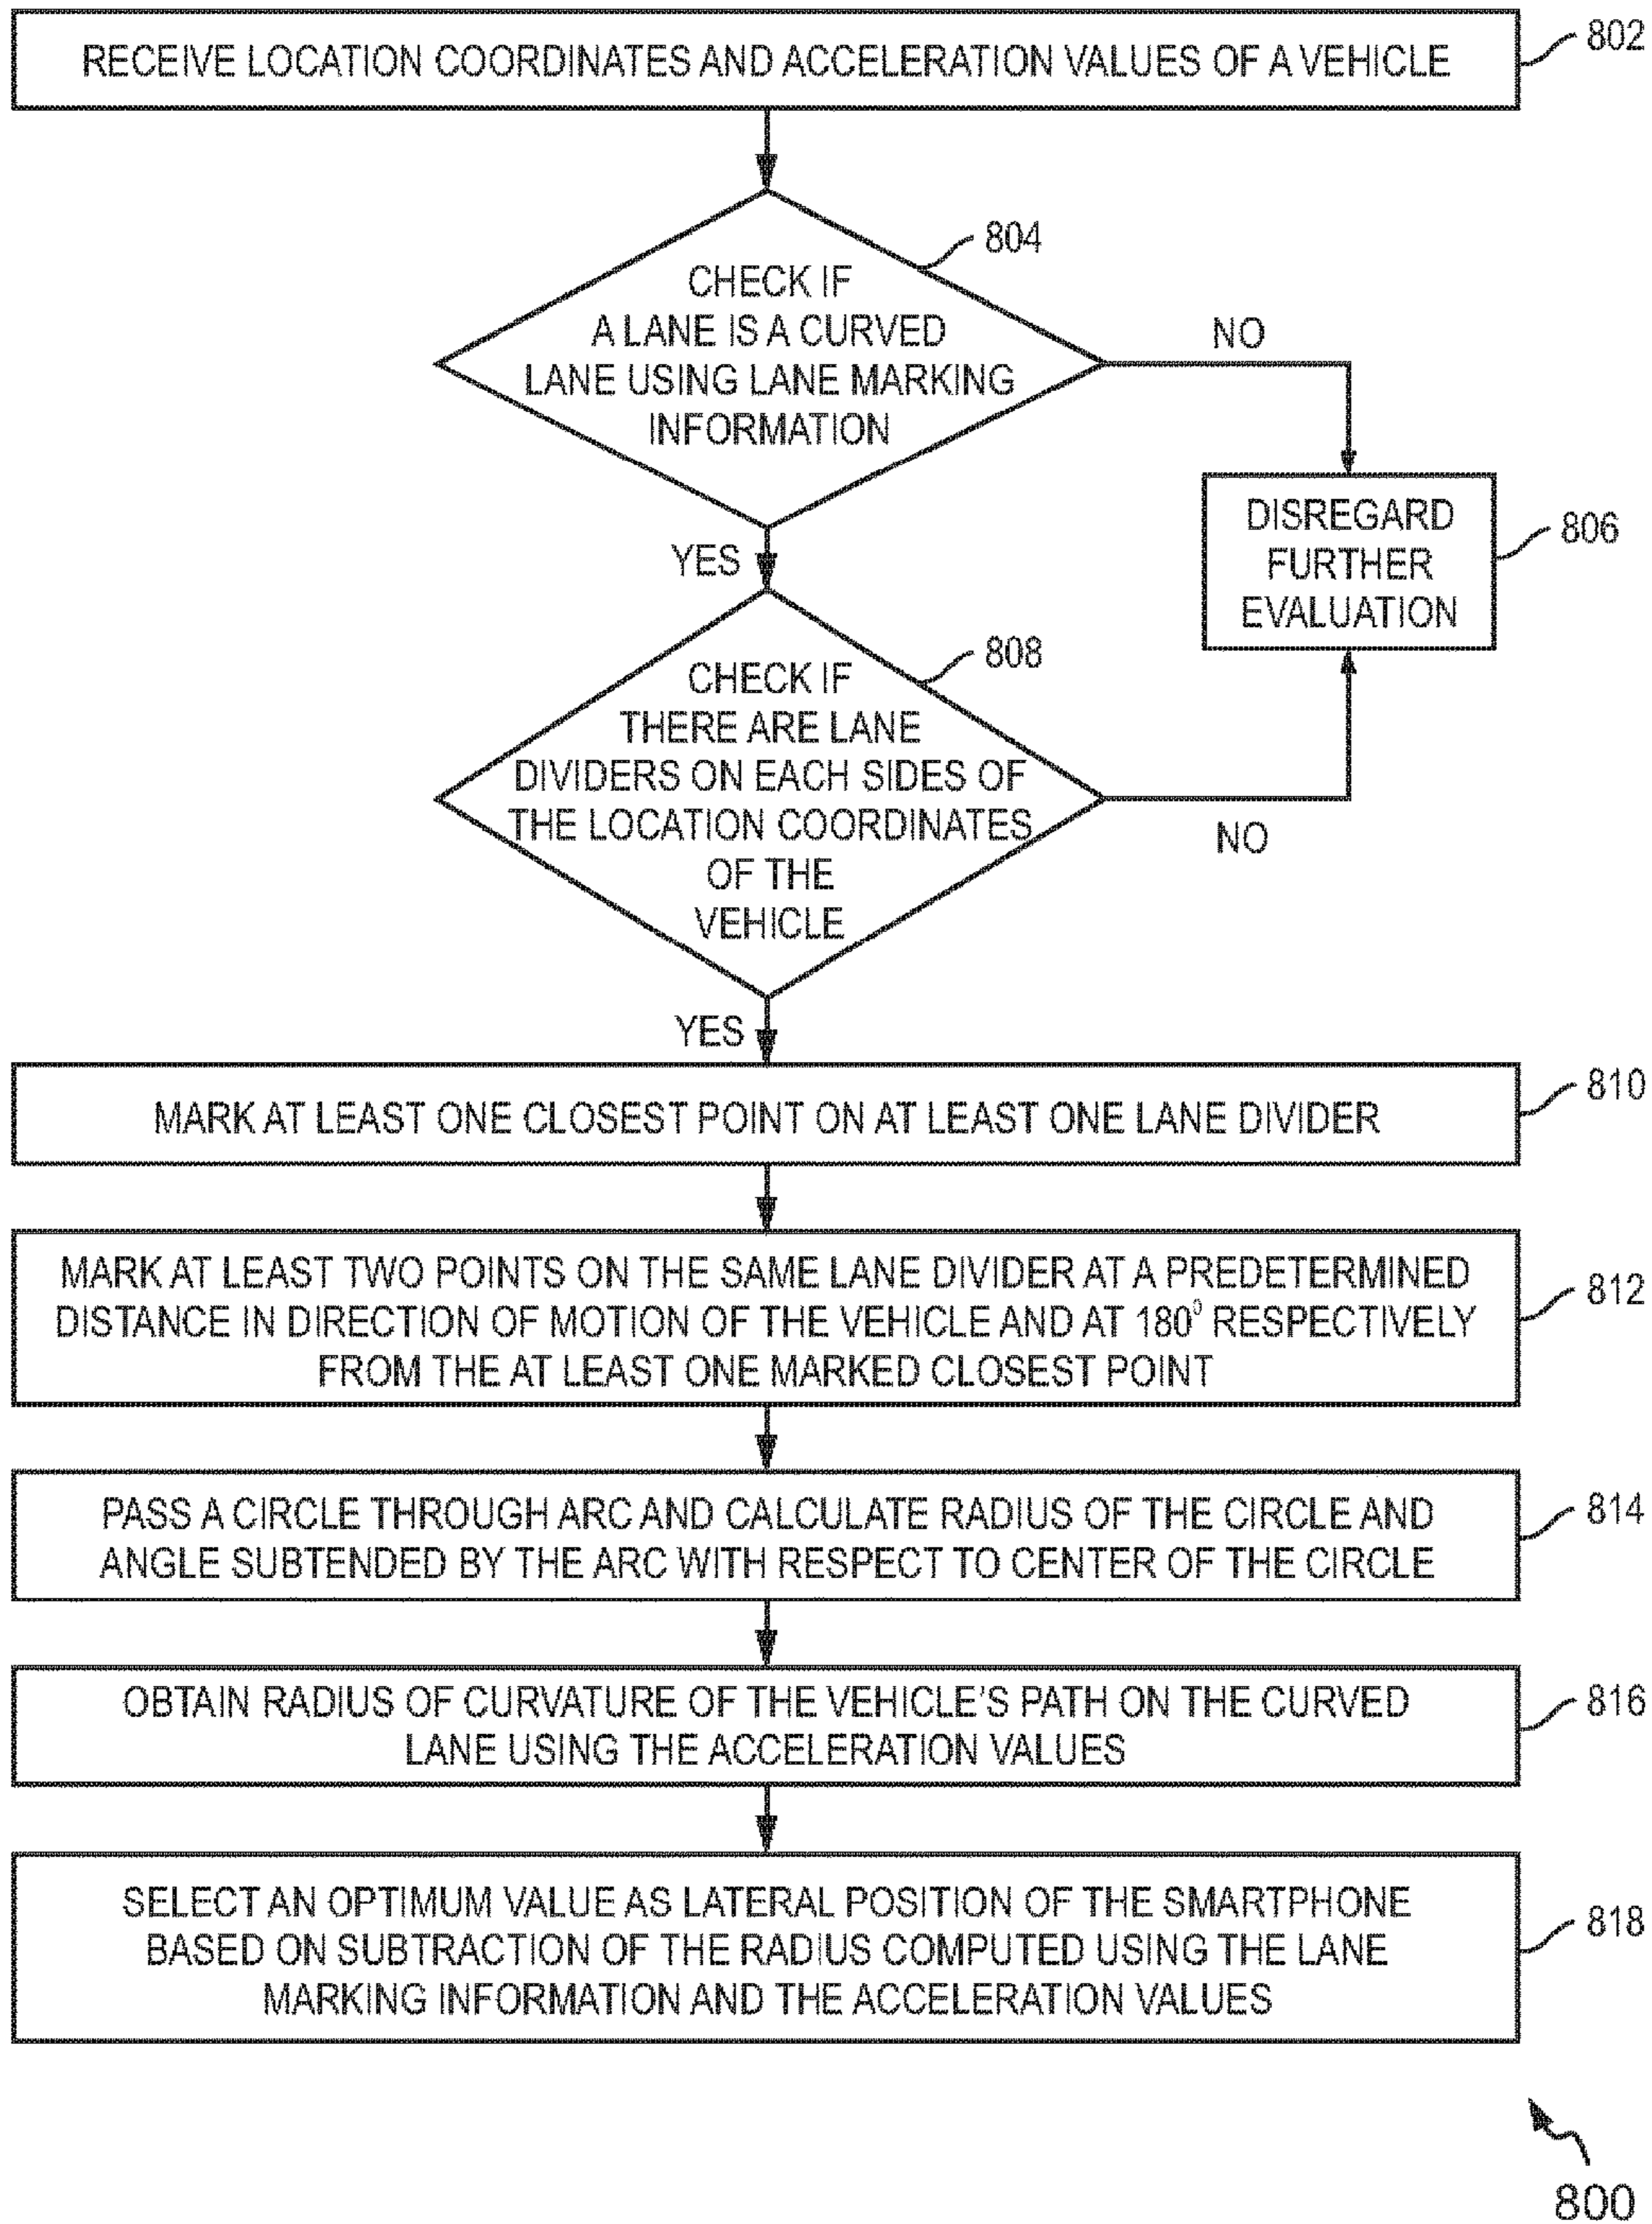 RECEIVE LOCATION COORDINATES AND ACCELERATION VALUES OF A VEHICLE
802
804
CHECK IF
A LANE IS A CURVED
LANE USING LANE MARKING
INFORMATION
NO
DISREGARD
FURTHER
EVALUATION
806
YES
808
CHECK IF
THERE ARE LANE
DIVIDERS ON EACH SIDES OF
THE LOCATION COORDINATES
OF THE
VEHICLE
NO
YES
MARK AT LEAST ONE CLOSEST POINT ON AT LEAST ONE LANE DIVIDER
810
MARK AT LEAST TWO POINTS ON THE SAME LANE DIVIDER AT A PREDETERMINED
DISTANCE IN DIRECTION OF MOTION OF THE VEHICLE AND AT 180⁰ RESPECTIVELY
FROM THE AT LEAST ONE MARKED CLOSEST POINT
812
PASS A CIRCLE THROUGH ARC AND CALCULATE RADIUS OF THE CIRCLE AND
ANGLE SUBTENDED BY THE ARC WITH RESPECT TO CENTER OF THE CIRCLE
814
OBTAIN RADIUS OF CURVATURE OF THE VEHICLE'S PATH ON THE CURVED
LANE USING THE ACCELERATION VALUES
816
SELECT AN OPTIMUM VALUE AS LATERAL POSITION OF THE SMARTPHONE
BASED ON SUBTRACTION OF THE RADIUS COMPUTED USING THE LANE
MARKING INFORMATION AND THE ACCELERATION VALUES
818
800